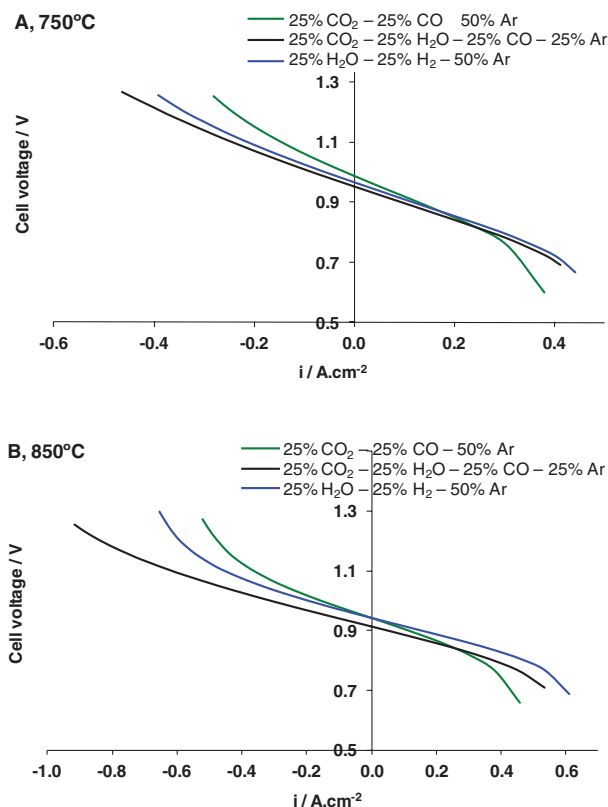 A, 750ºC
25% CO₂ – 25% CO 50% Ar
25% CO₂ – 25% H₂O – 25% CO – 25% Ar
25% H₂O – 25% H₂ – 50% Ar
Cell voltage / V
1.3
1.1
0.9
0.7
0.5
-0.6 -0.4 -0.2 0.0 0.2 0.4
i / A.cm⁻²
B, 850ºC
25% CO₂ – 25% CO – 50% Ar
25% CO₂ – 25% H₂O – 25% CO – 25% Ar
25% H₂O – 25% H₂ – 50% Ar
Cell voltage / V
1.3
1.1
0.9
0.7
0.5
-1.0 -0.8 -0.6 -0.4 -0.2 0.0 0.2 0.4 0.6
i / A.cm⁻²